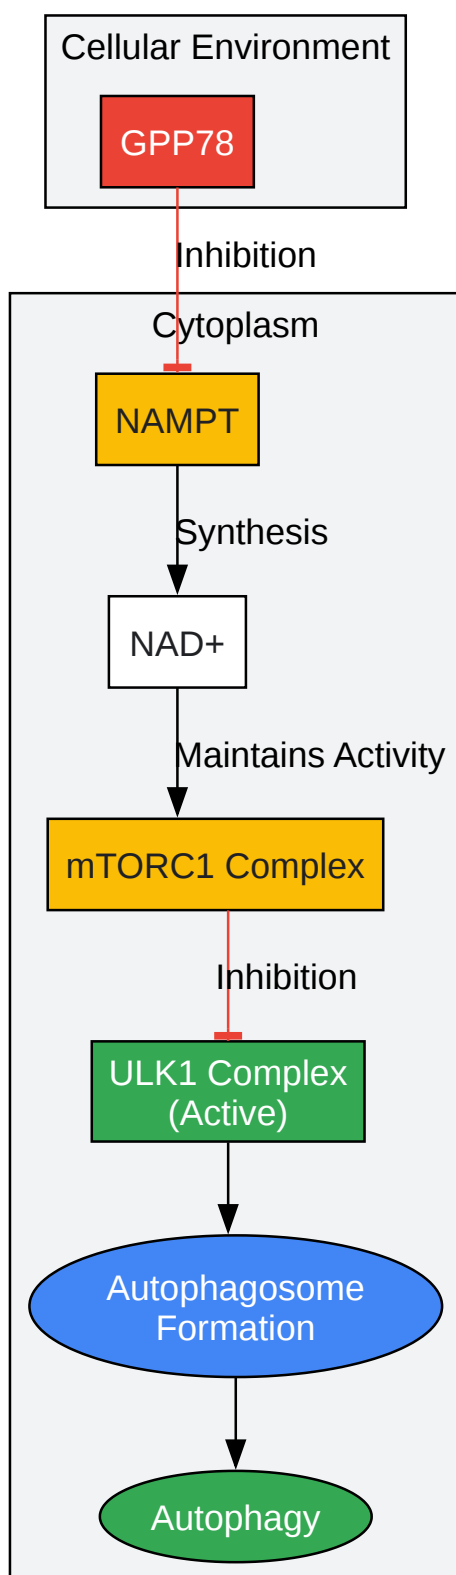 Cellular Environment
GPP78
Inhibition
Cytoplasm
NAMPT
Synthesis
NAD+
Maintains Activity
mTORC1 Complex
Inhibition
ULK1 Complex
(Active)
Autophagosome
Formation
Autophagy